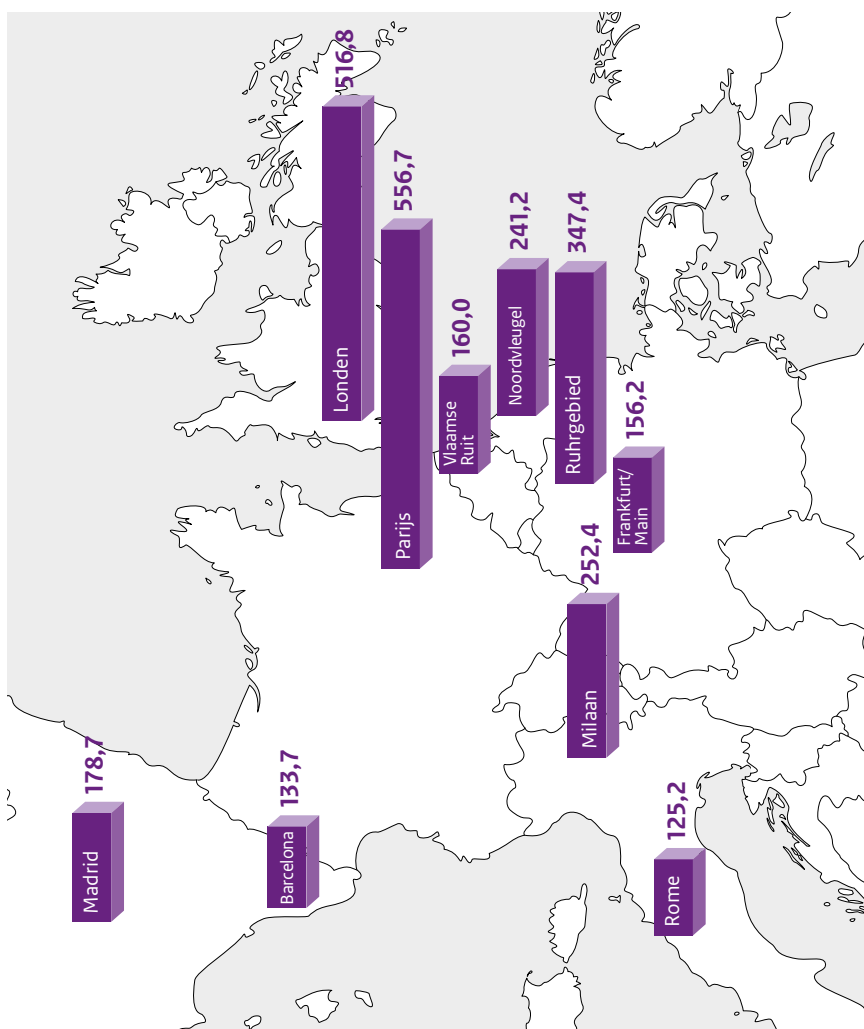 516,8
Londen
556,7
Parijs
160,0
Vlaamse
Ruit
241,2
Noordvleugel
347,4
Ruhrgebied
156,2
Frankfurt/
Main
252,4
Milaan
178,7
Madrid
133,7
Barcelona
125,2
Rome